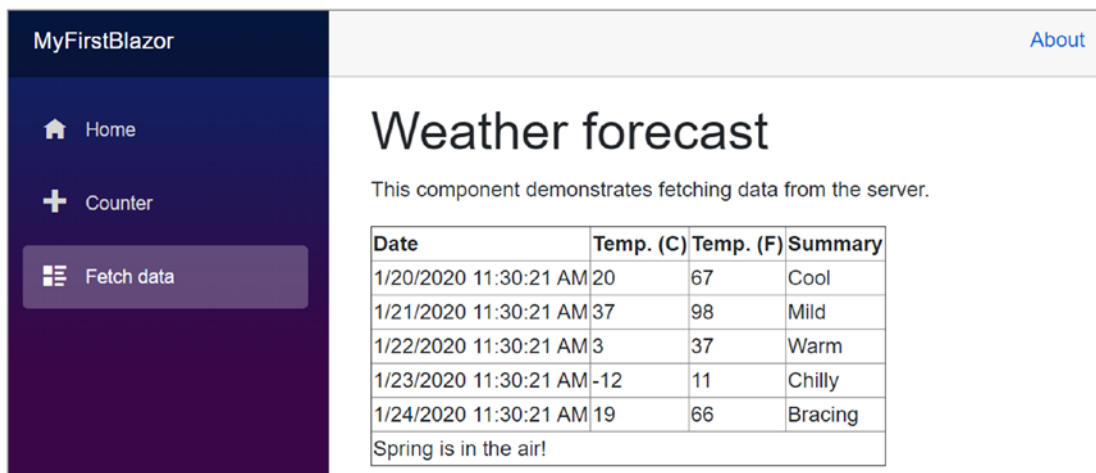 MyFirstBlazor
About
Home
Counter
Fetch data
Weather forecast
This component demonstrates fetching data from the server.
Date Temp. (C) Temp. (F) Summary
1/20/2020 11:30:21 AM 20 67 Cool
1/21/2020 11:30:21 AM 37 98 Mild
1/22/2020 11:30:21 AM 3 37 Warm
1/23/2020 11:30:21 AM -12 11 Chilly
1/24/2020 11:30:21 AM 19 66 Bracing
Spring is in the air!